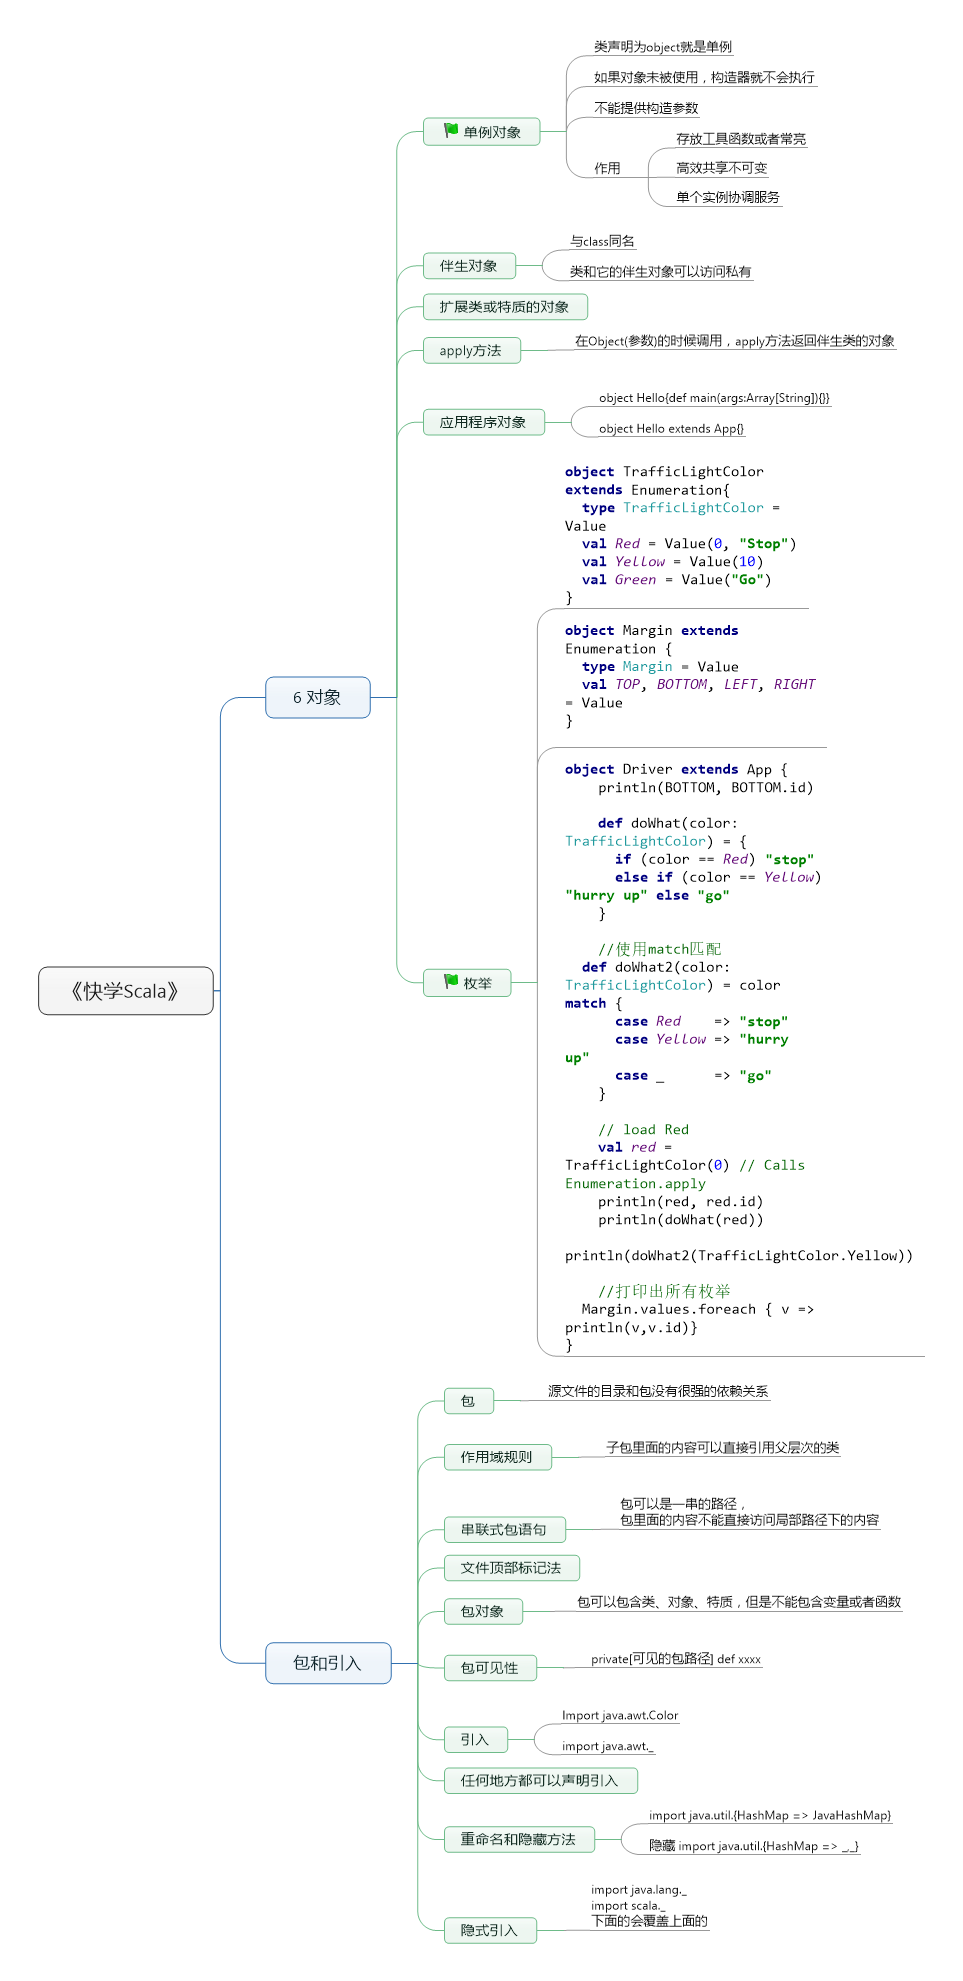 《快学Scala》
6 对象
单例对象
类声明为object就是单例
如果对象未被使用，构造器就不会执行
不能提供构造参数
作用
存放工具函数或者常亮
高效共享不可变
单个实例协调服务
伴生对象
与class同名
类和它的伴生对象可以访问私有
扩展类或特质的对象
apply方法
在Object(参数)的时候调用，apply方法返回伴生类的对象
应用程序对象
object Hello{def main(args:Array[String]){}}
object Hello extends App{}
枚举
object TrafficLightColor
extends Enumeration{
  type TrafficLightColor =
Value
  val Red = Value(0, "Stop")
  val Yellow = Value(10)
  val Green = Value("Go")
}
object Margin extends
Enumeration {
  type Margin = Value
  val TOP, BOTTOM, LEFT, RIGHT
= Value
}
object Driver extends App {
    println(BOTTOM, BOTTOM.id)
    def doWhat(color:
TrafficLightColor) = {
      if (color == Red) "stop"
      else if (color == Yellow)
"hurry up" else "go"
    }
    //使用match匹配
  def doWhat2(color:
TrafficLightColor) = color
match {
      case Red    => "stop"
      case Yellow => "hurry
up"
      case _      => "go"
    }
    // load Red
    val red =
TrafficLightColor(0) // Calls
Enumeration.apply
    println(red, red.id)
    println(doWhat(red))
println(doWhat2(TrafficLightColor.Yellow))
    //打印出所有枚举
  Margin.values.foreach { v =>
println(v,v.id)}
}
包和引入
包
源文件的目录和包没有很强的依赖关系
作用域规则
子包里面的内容可以直接引用父层次的类
串联式包语句
包可以是一串的路径，
包里面的内容不能直接访问局部路径下的内容
文件顶部标记法
包对象
包可以包含类、对象、特质，但是不能包含变量或者函数
包可见性
private[可见的包路径] def xxxx
引入
Import java.awt.Color
import java.awt._
任何地方都可以声明引入
重命名和隐藏方法
import java.util.{HashMap => JavaHashMap}
隐藏 import java.util.{HashMap => _,_}
隐式引入
import java.lang._
import scala._
下面的会覆盖上面的